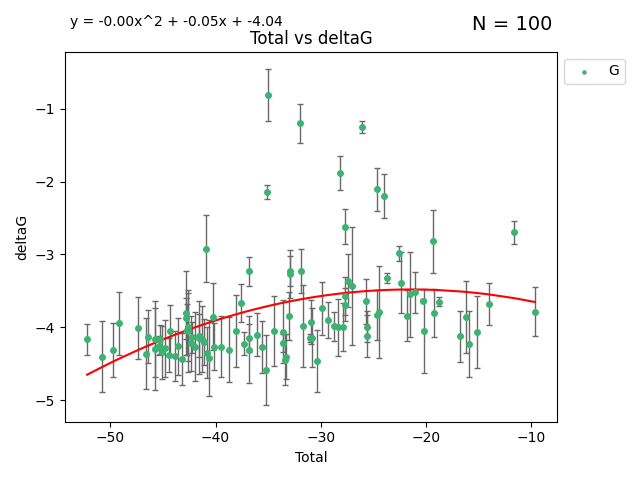 y = -0.00x^2 + -0.05x + -4.04
N = 100
Total vs deltaG
G
deltaG
−1
−2
−3
−4
−5
−50
−40
−30
−20
−10
Total